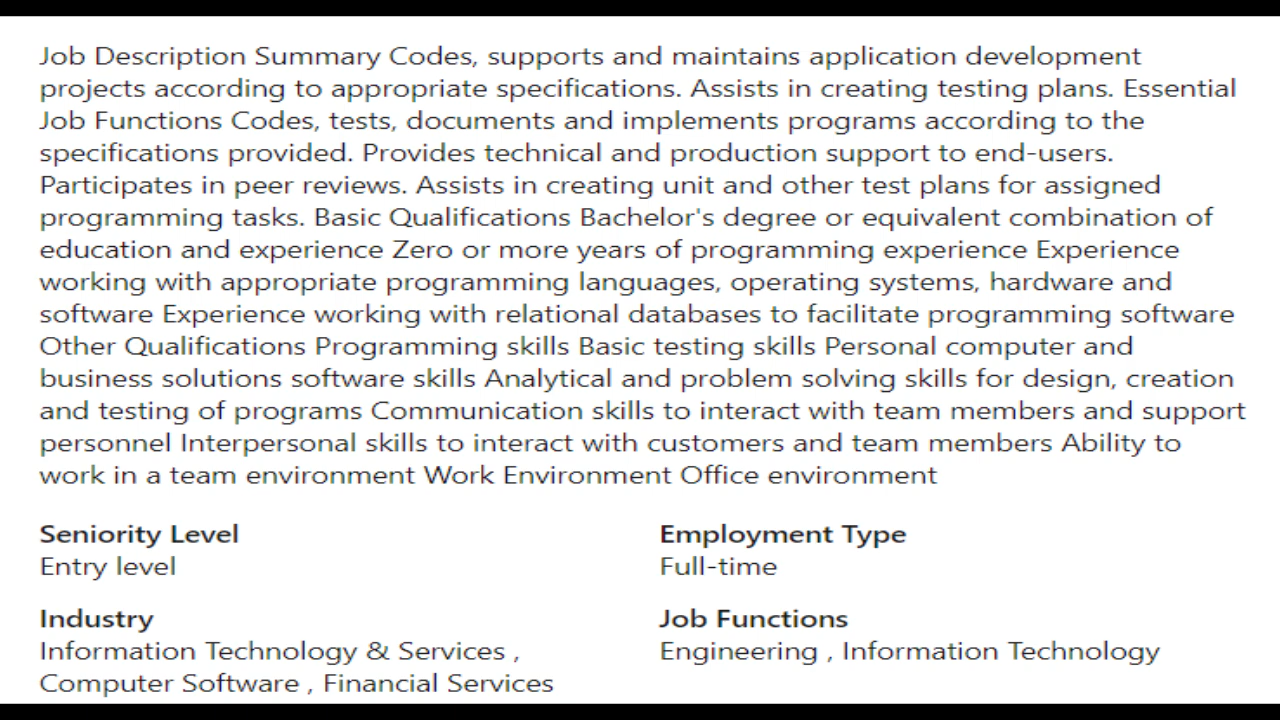 Job Description Summary Codes, supports and maintains application development
projects according to appropriate specifications. Assists in creating testing plans. Essential
Job Functions Codes, tests, documents and implements programs according to the
specifications provided. Provides technical and production support to end-users.
Participates in peer reviews. Assists in creating unit and other test plans for assigned
programming tasks. Basic Qualifications Bachelor's degree or equivalent combination of
education and experience Zero or more years of programming experience Experience
working with appropriate programming languages, operating systems, hardware and
software Experience working with relational databases to facilitate programming software
Other Qualifications Programming skills Basic testing skills Personal computer and
business solutions software skills Analytical and problem solving skills for design, creation
and testing of programs Communication skills to interact with team members and support
personnel Interpersonal skills to interact with customers and team members Ability to
work in a team environment Work Environment Office environment
Seniority Level
Entry level
Employment Type
Full-time
Industry
Information Technology & Services ,
Computer Software , Financial Services
Job Functions
Engineering , Information Technology